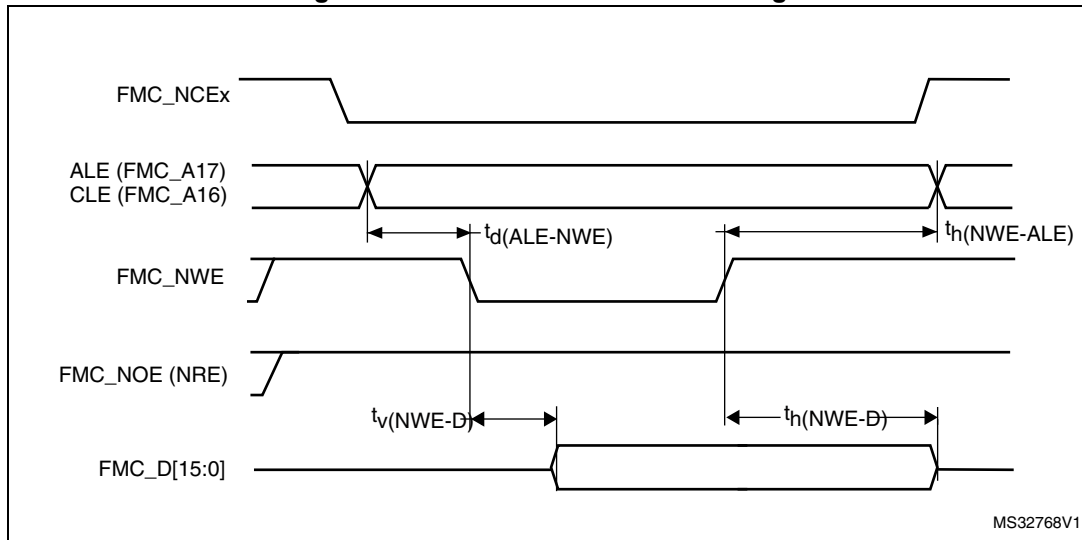 FMC_NCEx
ALE (FMC_A17)
CLE (FMC_A16)
td(ALE-NWE)
th(NWE-ALE)
FMC_NWE
FMC_NOE (NRE)
tv(NWE-D)
th(NWE-D)
FMC_D[15:0]
MS32768V1